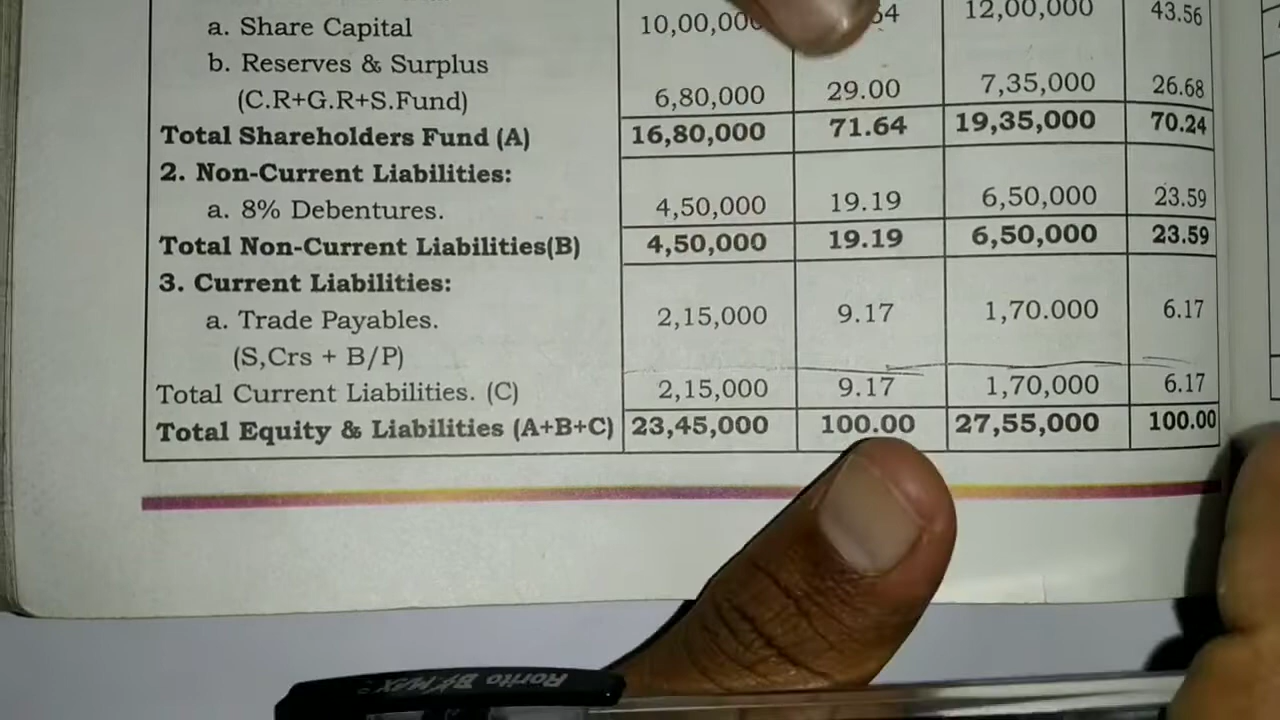 a. Share Capital 10,00,000 64 12,00,000 43.56
b. Reserves & Surplus
(C.R+G.R+S.Fund) 6,80,000 29.00 7,35,000 26.68
Total Shareholders Fund (A) 16,80,000 71.64 19,35,000 70.24
2. Non-Current Liabilities:
a. 8% Debentures. 4,50,000 19.19 6,50,000 23.59
Total Non-Current Liabilities(B) 4,50,000 19.19 6,50,000 23.59
3. Current Liabilities:
a. Trade Payables. 2,15,000 9.17 1,70.000 6.17
(S,Crs + B/P)
Total Current Liabilities. (C) 2,15,000 9.17 1,70,000 6.17
Total Equity & Liabilities (A+B+C) 23,45,000 100.00 27,55,000 100.00
Rorito